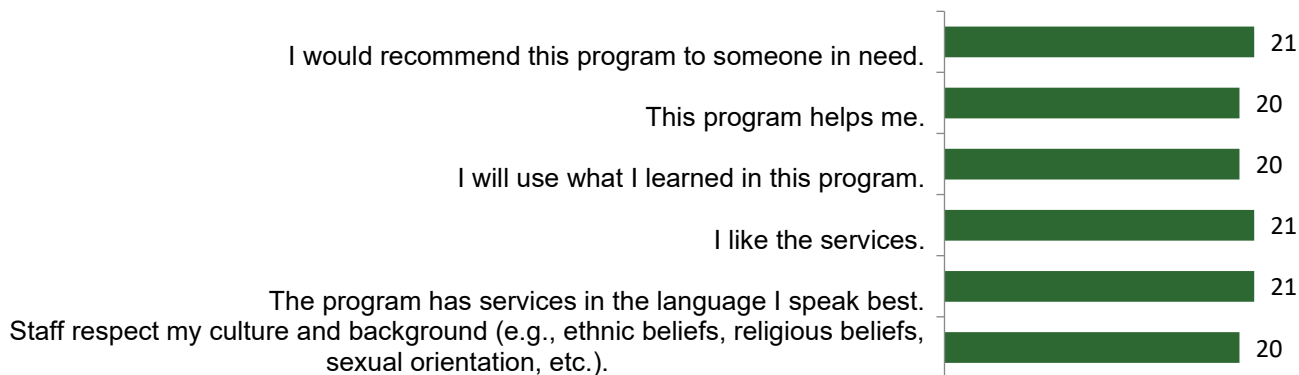 I would recommend this program to someone in need. 21
This program helps me. 20
I will use what I learned in this program. 20
I like the services. 21
The program has services in the language I speak best. 21
Staff respect my culture and background (e.g., ethnic beliefs, religious beliefs,
sexual orientation, etc.). 20